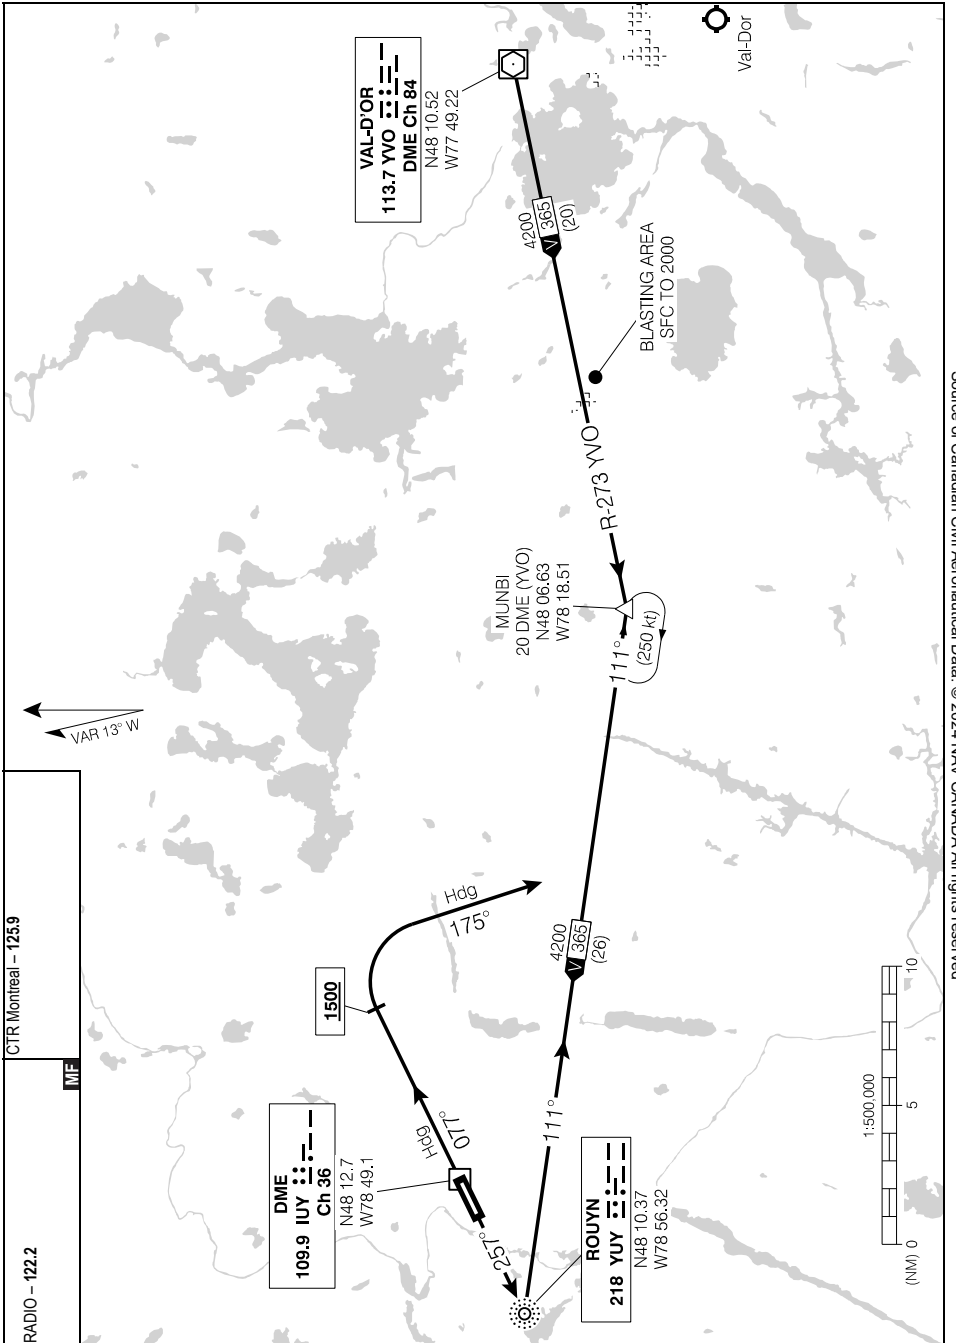 RADIO – 122.2
MF
CTR Montreal – 125.9
VAR 13° W
DME
109.9 IUY
Ch 36
N48 12.7
W78 49.1
1500
Hdg
077°
Hdg
175°
257°
ROUYN
218 YUY
N48 10.37
W78 56.32
111°
4200
V 365
(26)
111°
(250 kt)
MUNBI
20 DME (YVO)
N48 06.63
W78 18.51
R-273 YVO
BLASTING AREA
SFC TO 2000
4200
V 365
(20)
VAL-D'OR
113.7 YVO
DME Ch 84
N48 10.52
W77 49.22
Val-Dor
1:500,000
(NM) 0 5 10
Source of Canadian Civil Aeronautical Data: © 2024 NAV CANADA All rights reserved